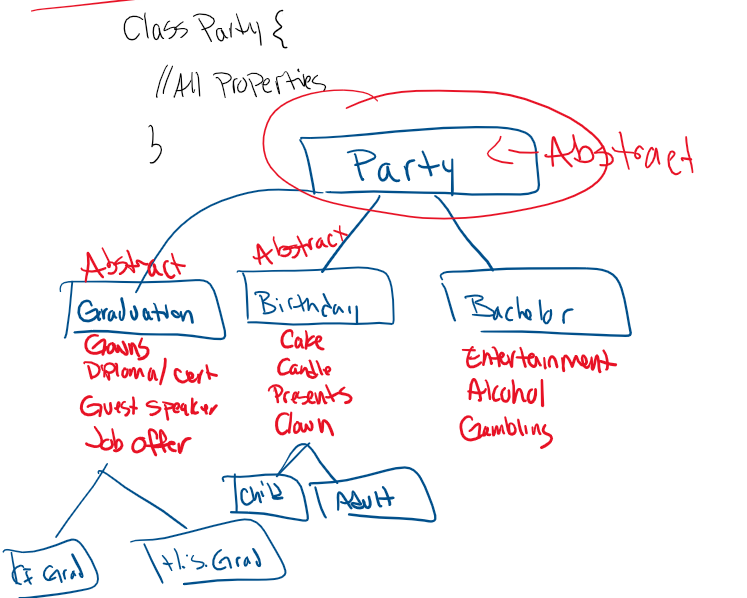 Class Party {
//All Properties
}
Party
<- Abstract
Abstract
Graduation
Gowns
Diploma/cert
Guest Speaker
Job offer
Abstract
Birthday
Cake
Candle
Presents
Clown
Bachelor
Entertainment
Alcohol
Gambling
Child
Adult
Grad
H.S. Grad